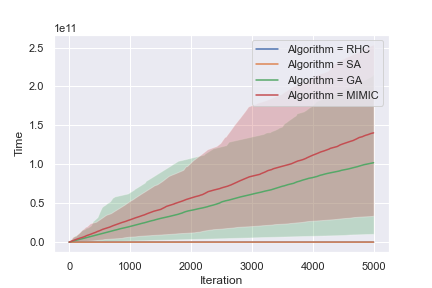 1e11
2.5
2.0
1.5
1.0
0.5
0.0
Time
0
1000
2000
3000
4000
5000
Iteration
Algorithm = RHC
Algorithm = SA
Algorithm = GA
Algorithm = MIMIC